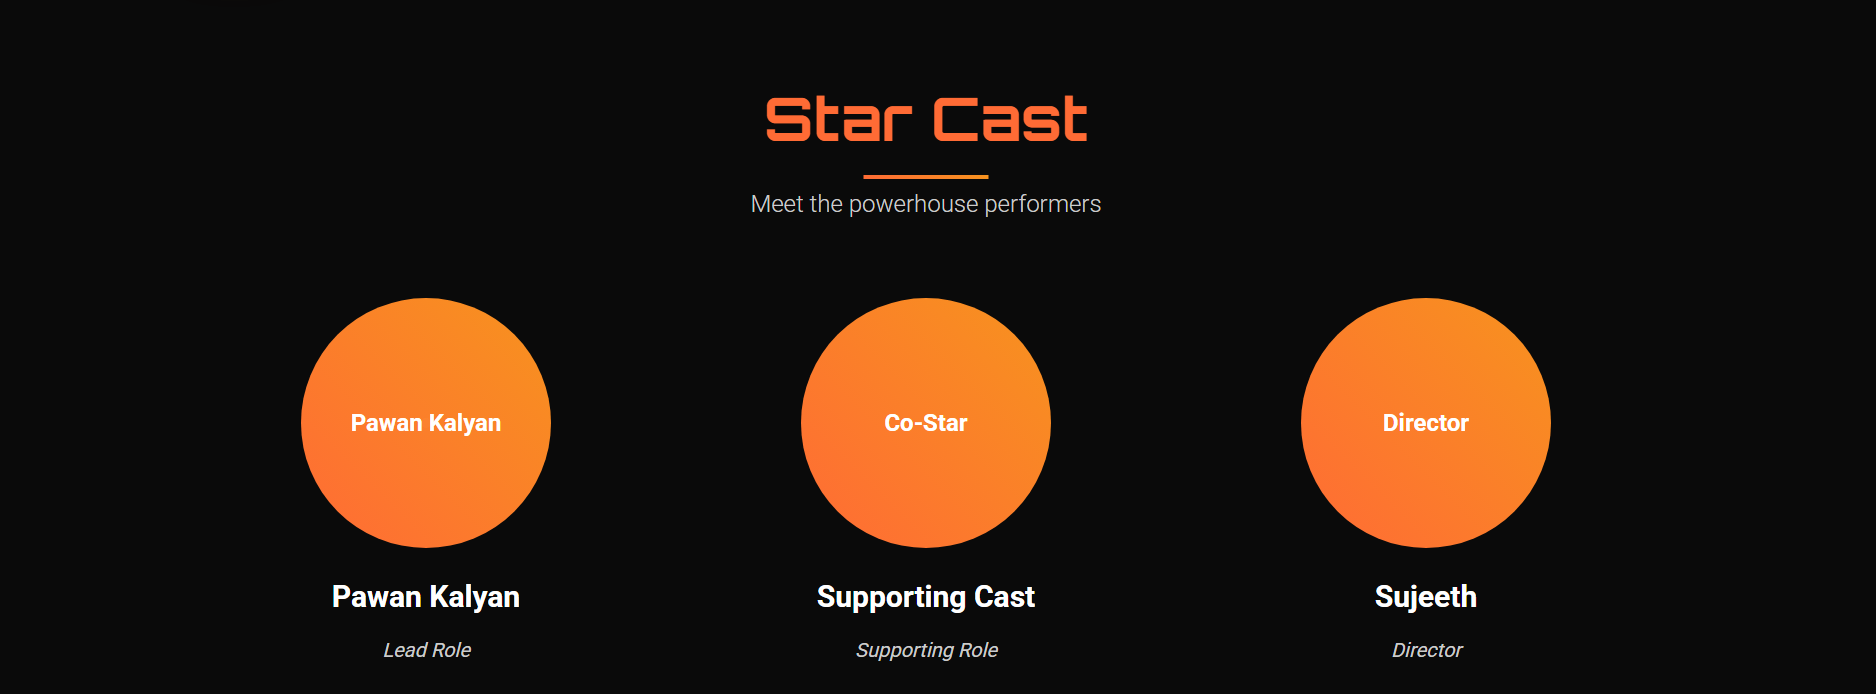 Star Cast
Meet the powerhouse performers
Pawan Kalyan
Co-Star
Director
Pawan Kalyan
Supporting Cast
Sujeeth
Lead Role
Supporting Role
Director